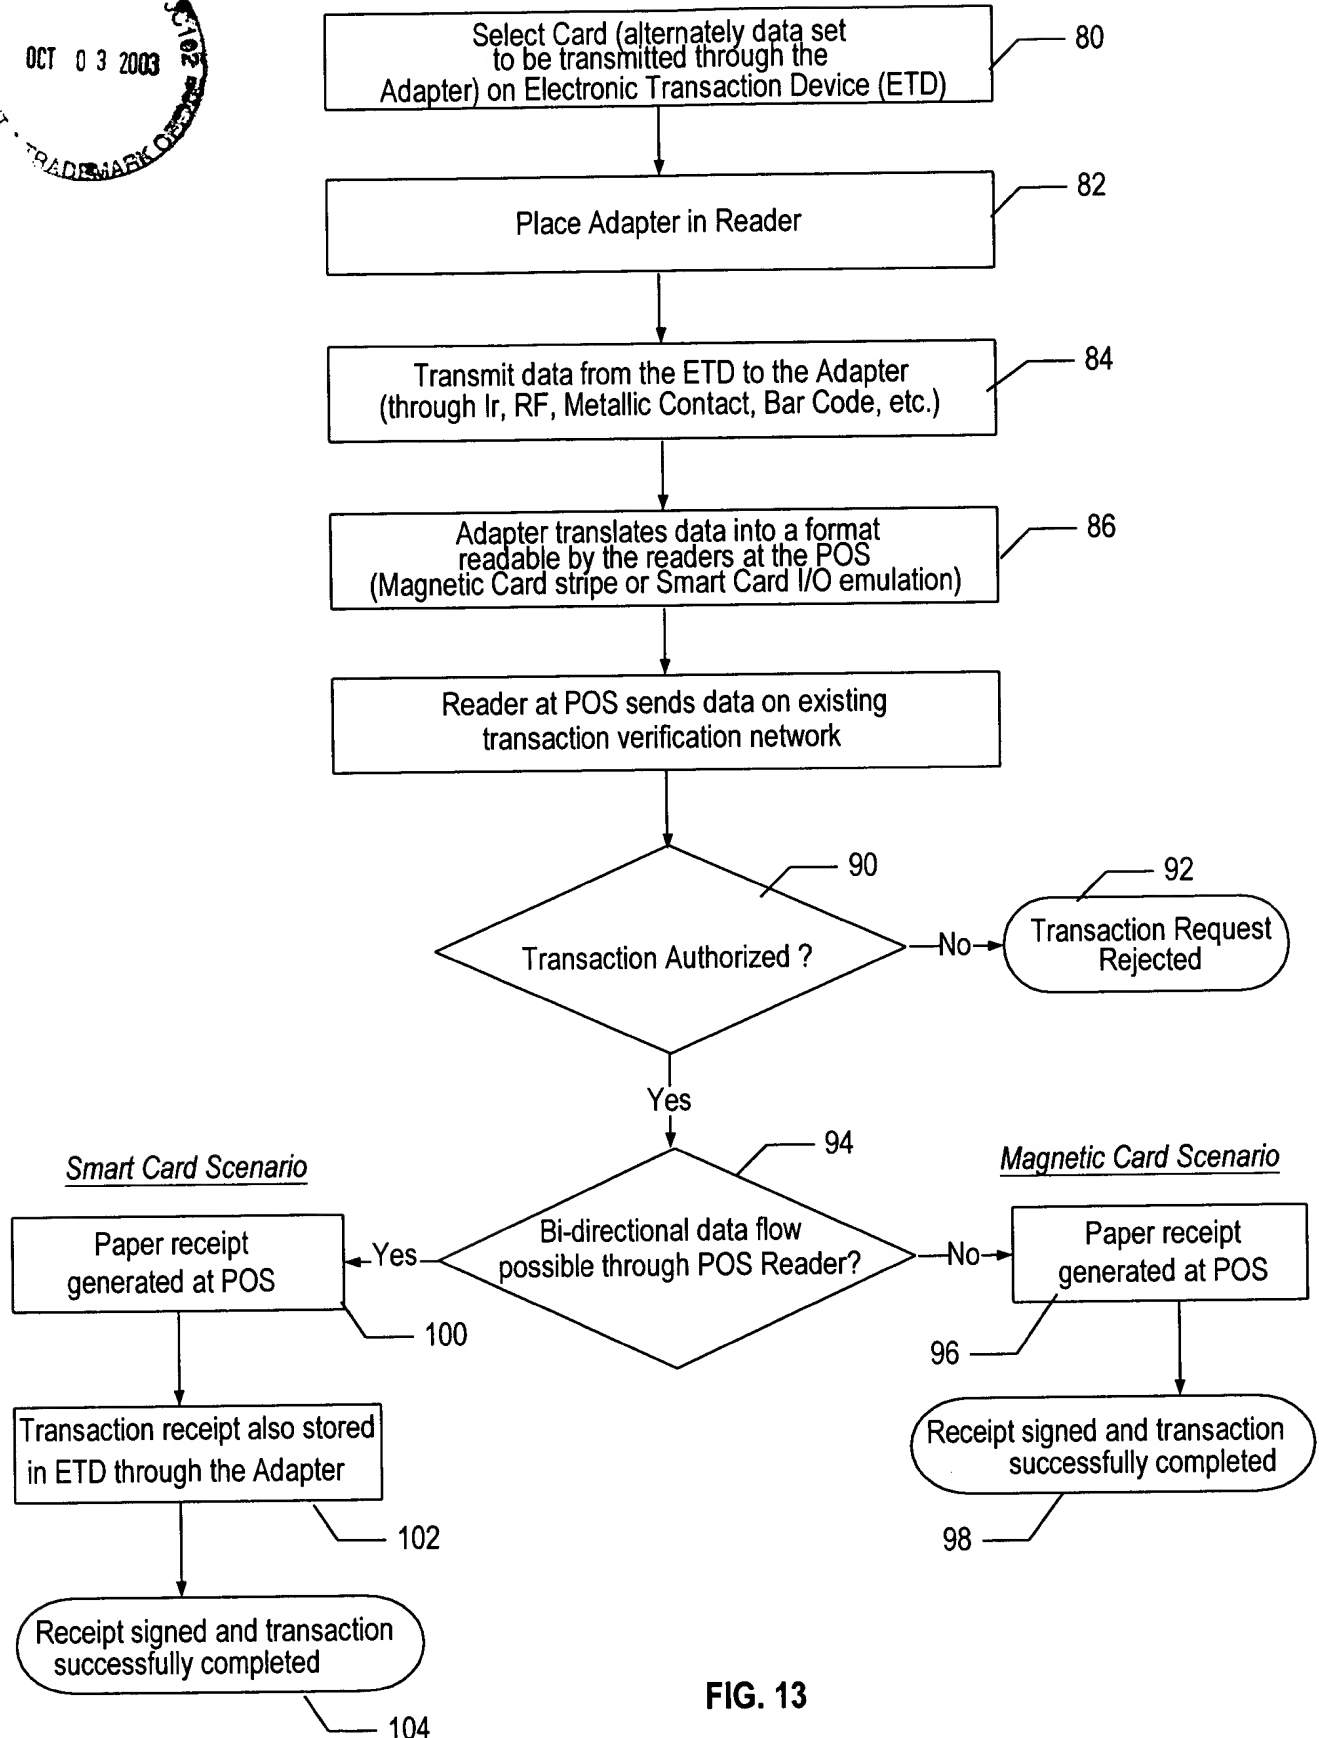 OCT 03 2003
TRADEMARK
Select Card (alternately data set
to be transmitted through the
Adapter) on Electronic Transaction Device (ETD)
80
Place Adapter in Reader
82
Transmit data from the ETD to the Adapter
(through Ir, RF, Metallic Contact, Bar Code, etc.)
84
Adapter translates data into a format
readable by the readers at the POS
(Magnetic Card stripe or Smart Card I/O emulation)
86
Reader at POS sends data on existing
transaction verification network
90
Transaction Authorized ?
No
92
Transaction Request
Rejected
Yes
94
Bi-directional data flow
possible through POS Reader?
Yes
No
Smart Card Scenario
Paper receipt
generated at POS
100
Transaction receipt also stored
in ETD through the Adapter
102
Receipt signed and transaction
successfully completed
104
Magnetic Card Scenario
Paper receipt
generated at POS
96
Receipt signed and transaction
successfully completed
98
FIG. 13